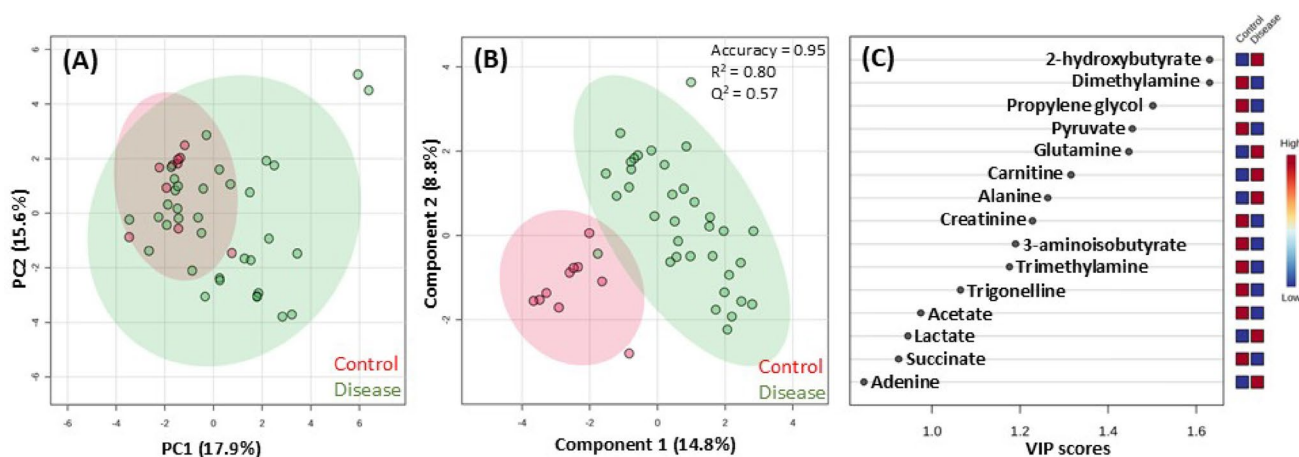 (A)
6
4
2
0
-2
-4
-6
-6
-4
-2
0
2
4
6
PC2 (15.6%)
PC1 (17.9%)
Control
Disease
(B)
Accuracy = 0.95
R² = 0.80
Q² = 0.57
4
2
0
-2
-4
-2
0
2
4
Component 2 (8.8%)
Component 1 (14.8%)
Control
Disease
(C)
Control
Disease
2-hydroxybutyrate
Dimethylamine
Propylene glycol
Pyruvate
Glutamine
Carnitine
Alanine
Creatinine
3-aminoisobutyrate
Trimethylamine
Trigonelline
Acetate
Lactate
Succinate
Adenine
1.0
1.2
1.4
1.6
VIP scores
High
Low